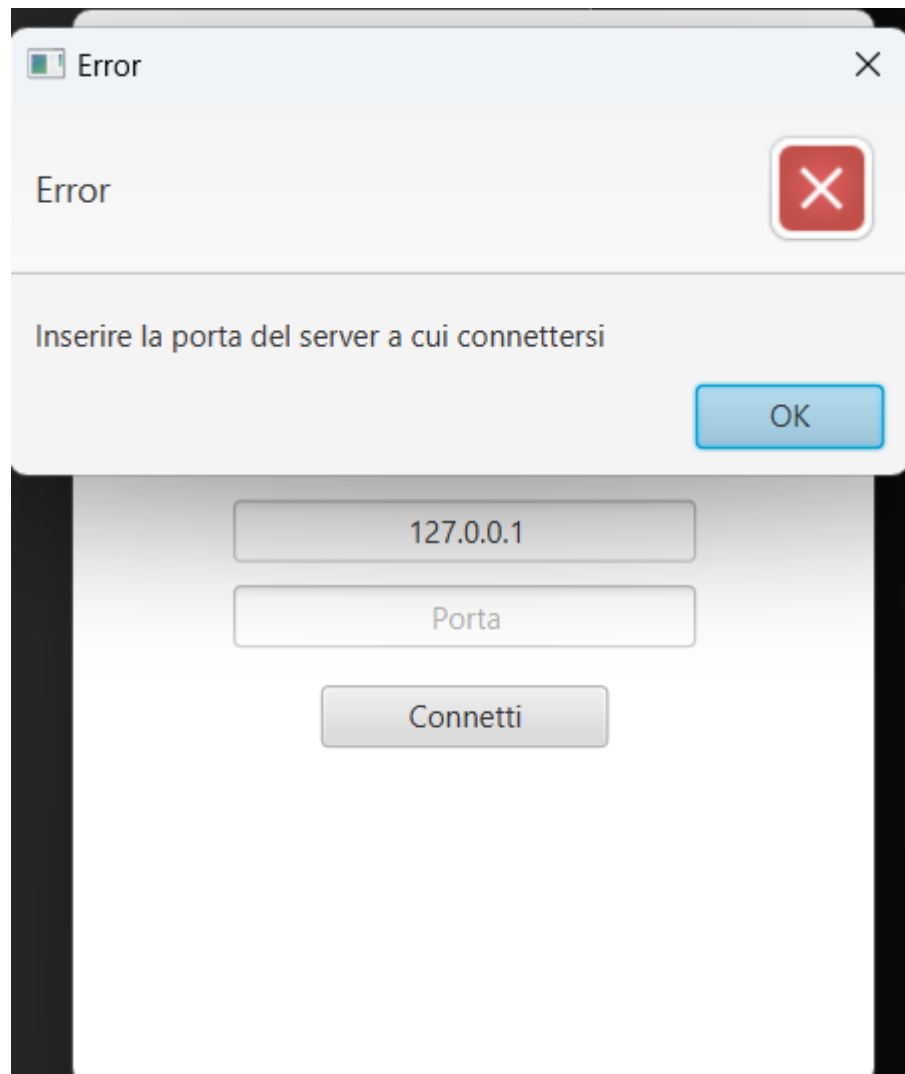 Error
Error
Inserire la porta del server a cui connettersi
OK
127.0.0.1
Porta
Connetti